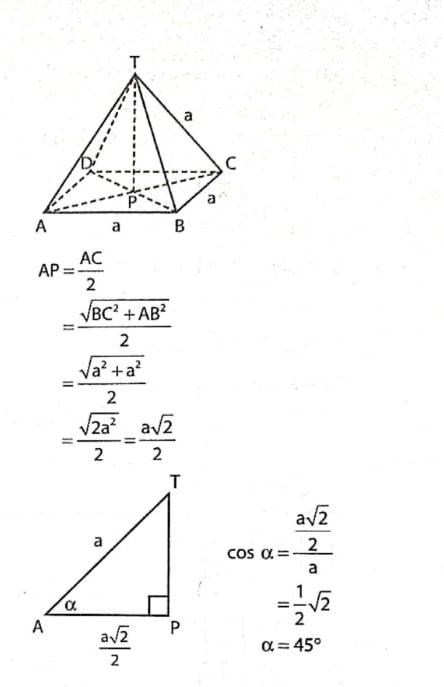 T
a
D
C
P
a
A
a
B
AP = AC/2
= √(BC² + AB²)/2
= √(a² + a²)/2
= √(2a²)/2 = a√2/2
T
a
α
A
P
a√2/2
cos α = (a√2/2)/a
= 1/2 √2
α = 45°